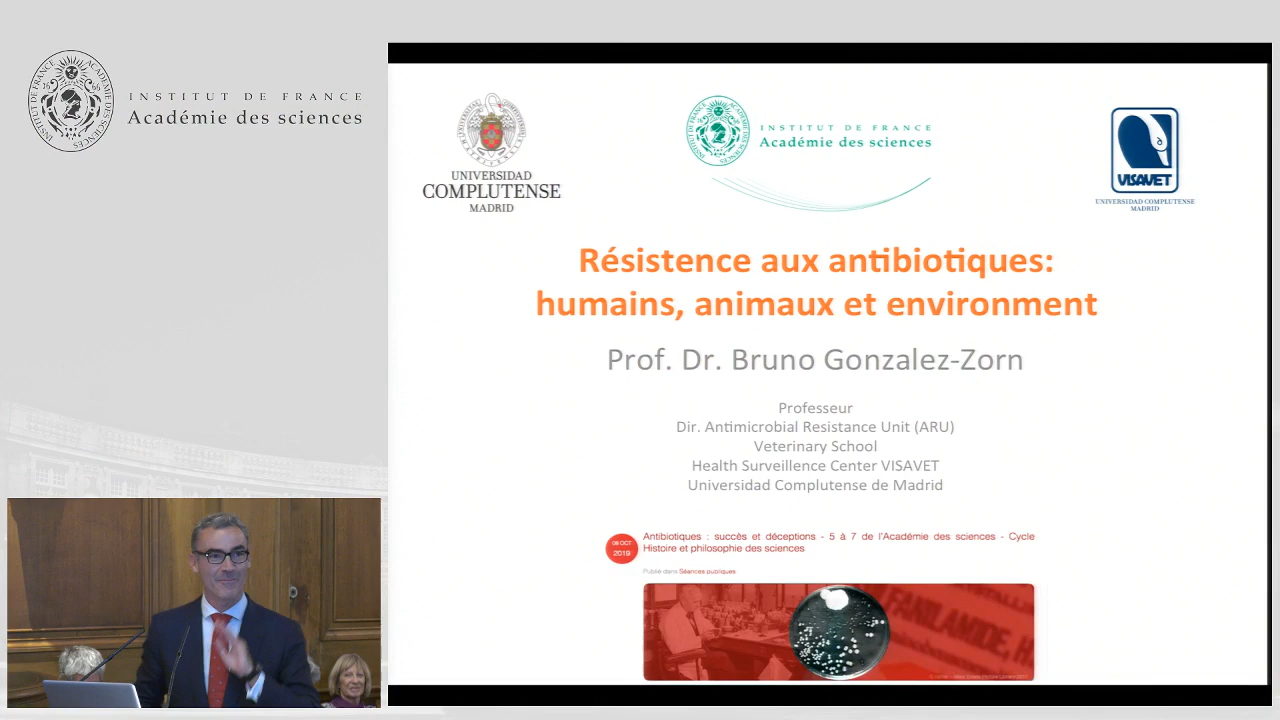 INSTITUT DE FRANCE
Académie des sciences
UNIVERSIDAD
COMPLUTENSE
MADRID
INSTITUT DE FRANCE
Académie des sciences
VISAVET
UNIVERSIDAD COMPLUTENSE
MADRID
Résistence aux antibiotiques:
humains, animaux et environment
Prof. Dr. Bruno Gonzalez-Zorn
Professeur
Dir. Antimicrobial Resistance Unit (ARU)
Veterinary School
Health Surveillence Center VISAVET
Universidad Complutense de Madrid
08 OCT
2019
Antibiotiques : succès et déceptions - 5 à 7 de l'Académie des sciences - Cycle
Histoire et philosophie des sciences
Publié dans Séances publiques